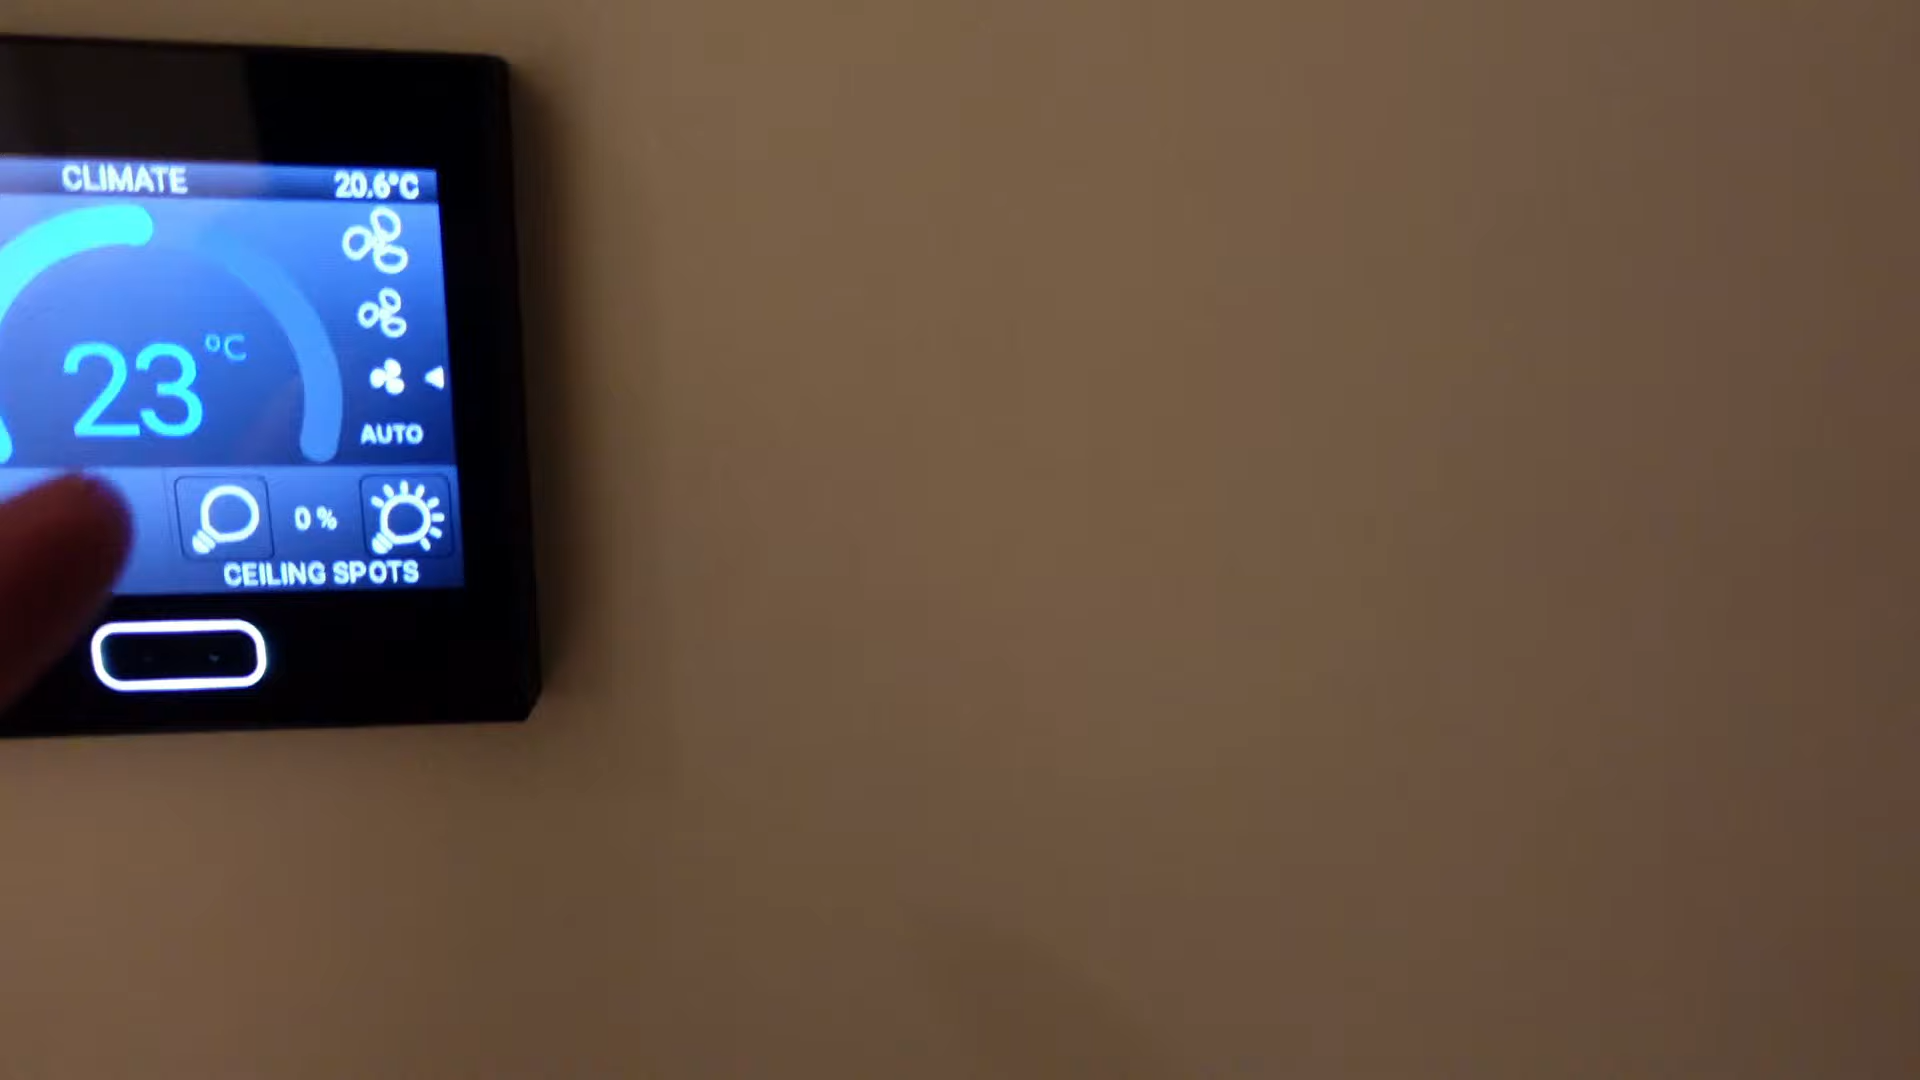 CLIMATE 20.6°C
23 °C
AUTO
0 %
CEILING SPOTS